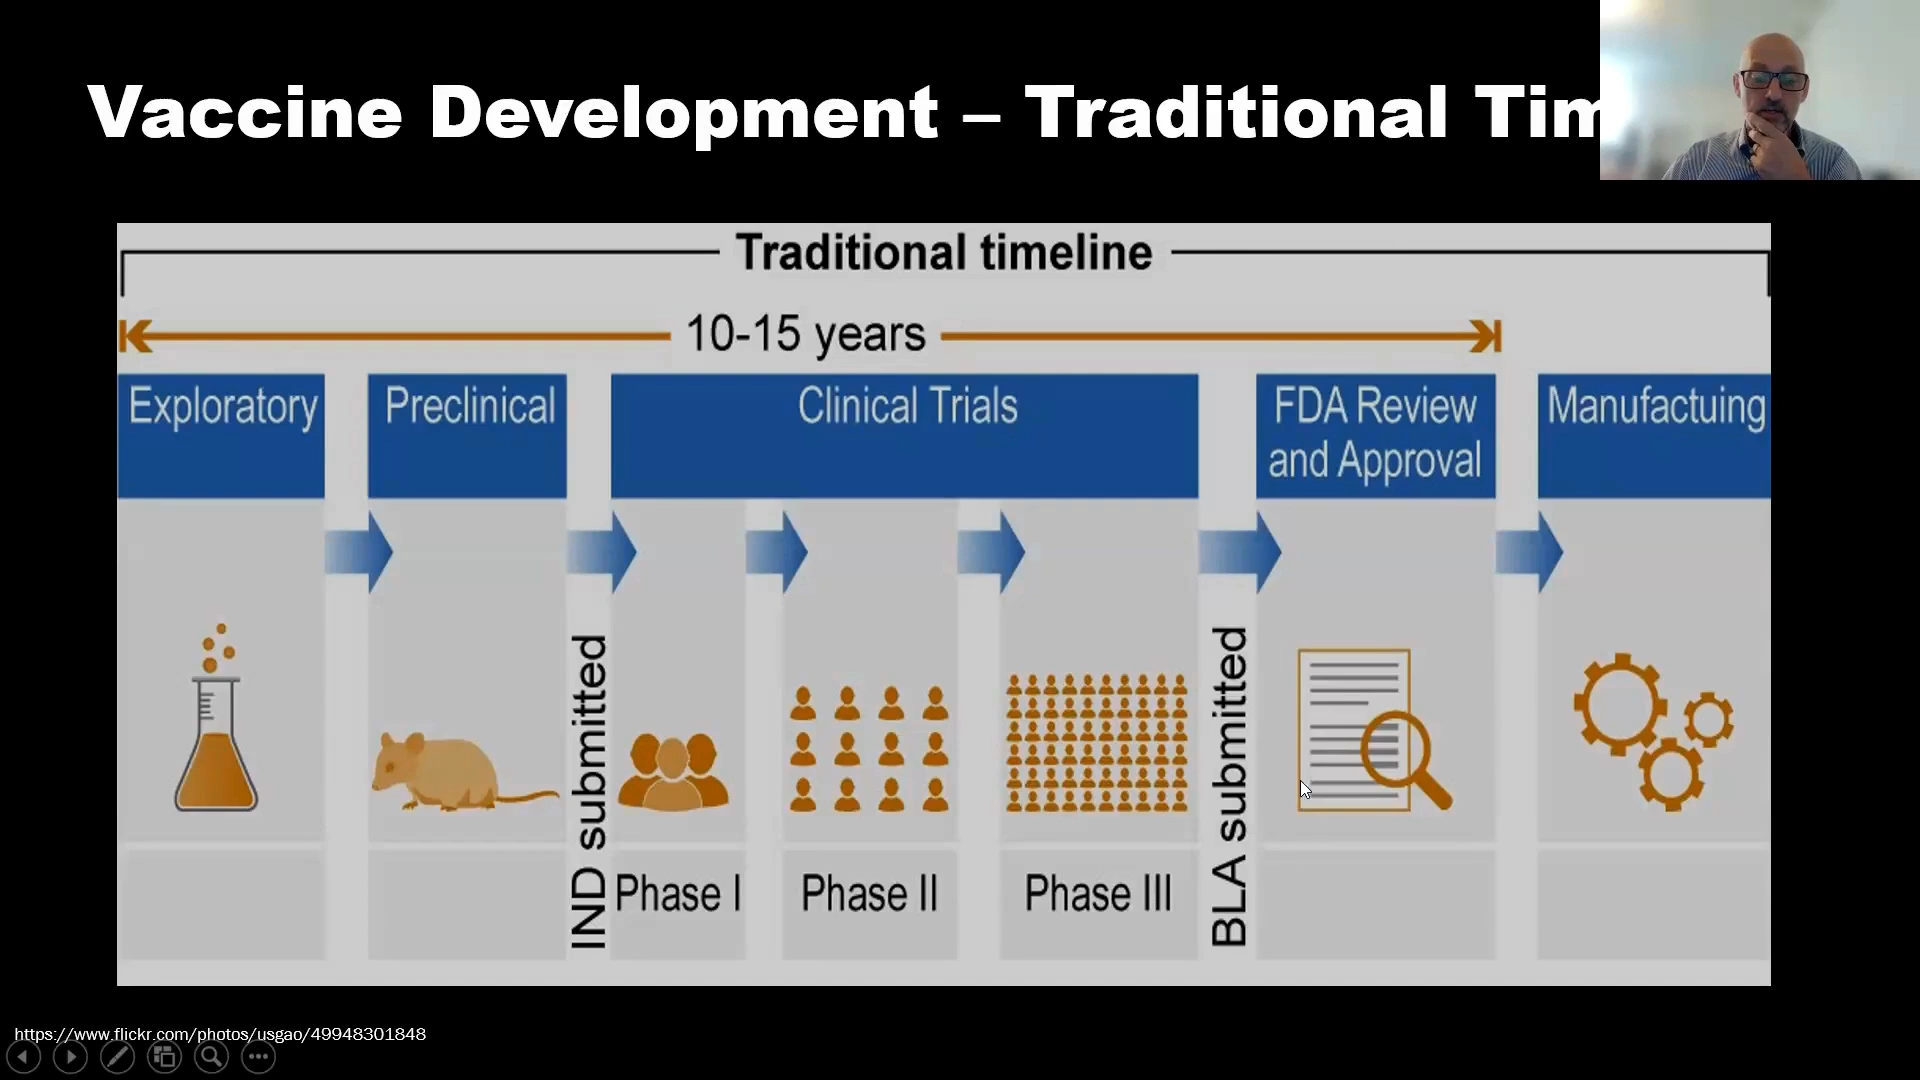 Vaccine Development – Traditional Tim
Traditional timeline
10-15 years
Exploratory
Preclinical
Clinical Trials
FDA Review
and Approval
Manufactuing
IND submitted
BLA submitted
Phase I
Phase II
Phase III
https://www.flickr.com/photos/usgao/49948301848